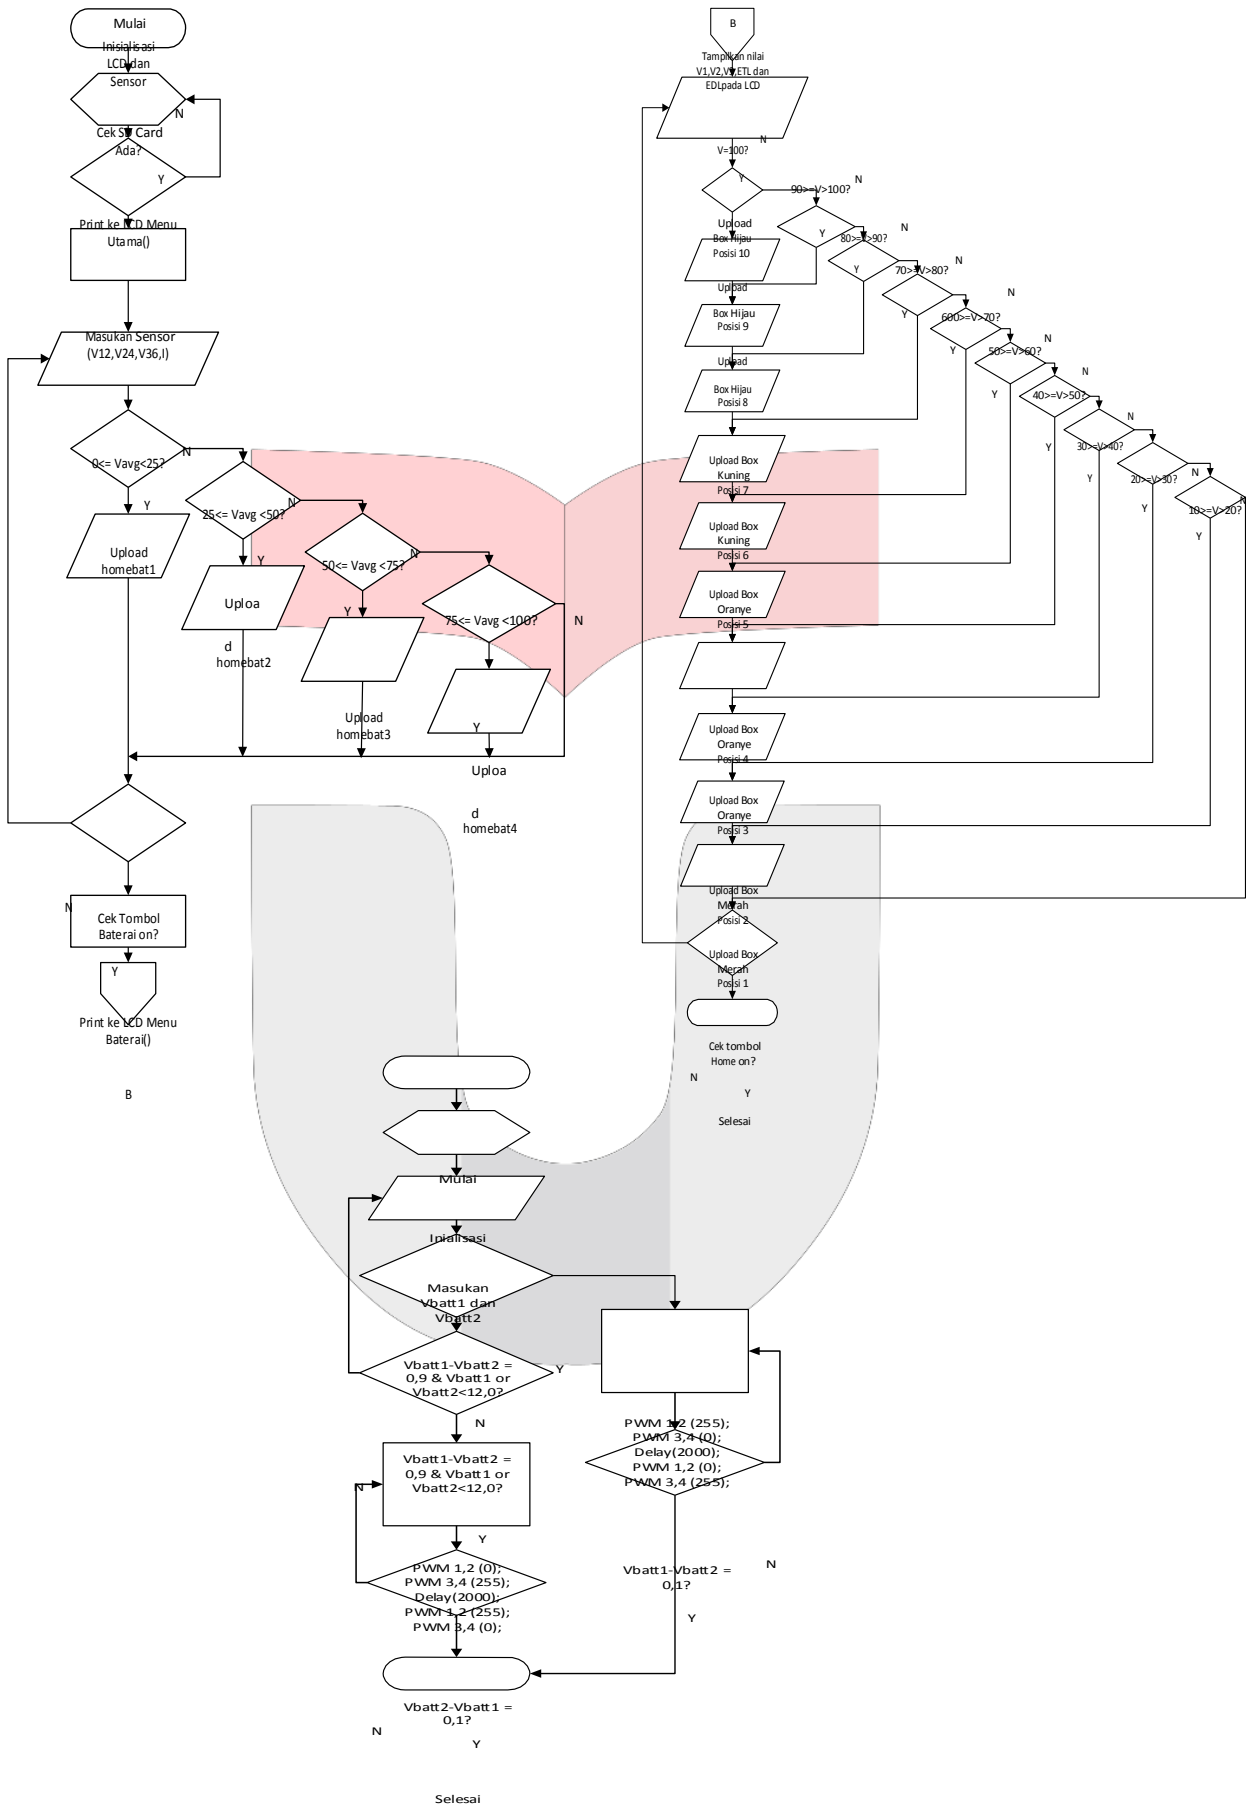 Mulai
Inisialisasi
LCD dan
Sensor
N
Cek SD Card
Ada?
Y
Print ke LCD Menu
Utama()
Masukan Sensor
(V12,V24,V36,I)
0<= Vavg<25?
N
Y
Upload
homebat1
25<= Vavg <50?
N
Y
Uploa
d
homebat2
50<= Vavg <75?
N
Y
Upload
homebat3
75<= Vavg <100?
N
Y
Uploa
d
homebat4
N
Cek Tombol
Baterai on?
Y
Print ke LCD Menu
Baterai()
B
B
Tampilkan nilai
V1,V2,V3,ETL dan
EDLpada LCD
N
V=100?
Y
90>=V>100?
N
Y
80>=V>90?
N
Y
70>=V>80?
N
Y
600>=V>70?
N
Y
50>=V>60?
N
Y
40>=V>50?
N
Y
30>=V>40?
N
Y
20>=V>30?
N
Y
10>=V>20?
N
Y
Upload
Box Hijau
Posisi 10
Upload
Box Hijau
Posisi 9
Upload
Box Hijau
Posisi 8
Upload Box
Kuning
Posisi 7
Upload Box
Kuning
Posisi 6
Upload Box
Oranye
Posisi 5
Upload Box
Oranye
Posisi 4
Upload Box
Oranye
Posisi 3
Upload Box
Merah
Posisi 2
Upload Box
Merah
Posisi 1
Cek tombol
Home on?
N
Y
Selesai
Mulai
Inialisasi
Masukan
Vbatt1 dan
Vbatt2
Vbatt1-Vbatt2 =
0,9 & Vbatt1 or
Vbatt2<12,0?
Y
N
Vbatt1-Vbatt2 =
0,9 & Vbatt1 or
Vbatt2<12,0?
N
Y
PWM 1,2 (0);
PWM 3,4 (255);
Delay(2000);
PWM 1,2 (255);
PWM 3,4 (0);
PWM 1,2 (255);
PWM 3,4 (0);
Delay(2000);
PWM 1,2 (0);
PWM 3,4 (255);
Vbatt1-Vbatt2 =
0,1?
N
Y
Vbatt2-Vbatt1 =
0,1?
N
Y
Selesai